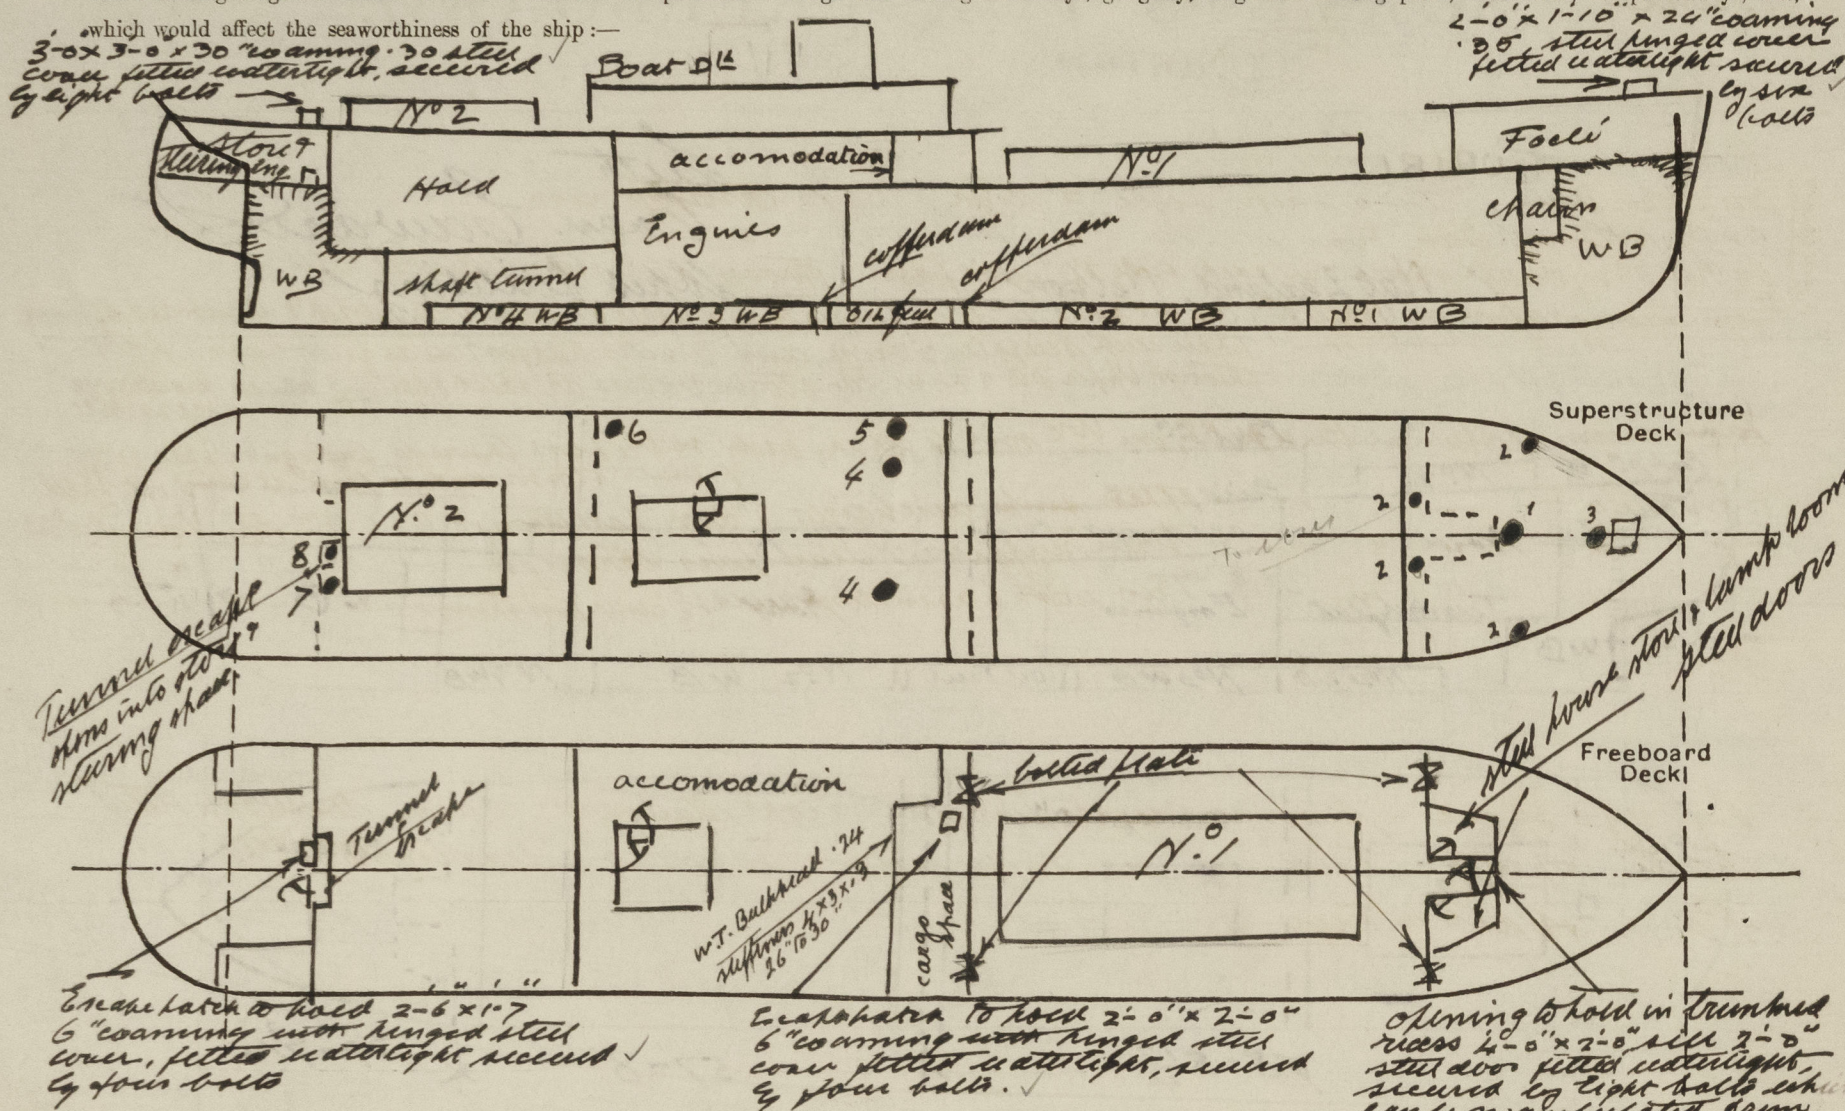 which would affect the seaworthiness of the ship :—
3'-0 x 3'-0" x 30" coaming .30 steel
cover fitted watertight, secured
by eight bolts
2'-0" x 1'-10" x 24" coaming
.35 steel hinged cover
fitted watertight secured
by six
bolts
Boat Dk
No 2
Store &
Steering eng
Hold
accomodation
No 1
Focle
Engines
cofferdam
cofferdam
chain
WB
WB
shaft tunnel
No 4 WB
No 3 WB
Oil fuel
No 2 WB
No 1 WB
Superstructure
Deck
6
5
4
4
No 2
8
7
2
2
1
3
2
2
Tunnel escape
opens into store &
steering space
steel house store & lamp room
steel doors
Freeboard
Deck
accomodation
bolted plate
Tunnel
Escape
No 1
W.T. Bulkhead .24
stiffeners 4 x 3 x .3
26" to 30"
cargo
space
Escape hatch to hold 2'-6" x 1'-7"
6" coaming with hinged steel
cover, fitted watertight secured
by four bolts
Escape hatch to hold 2'-0" x 2'-0"
6" coaming with hinged steel
cover fitted watertight, secured
by four bolts.
opening to hold in trimmed
recess 4'-0" x 2'-0" sill 2'-0"
steel door fitted watertight,
secured by eight bolts